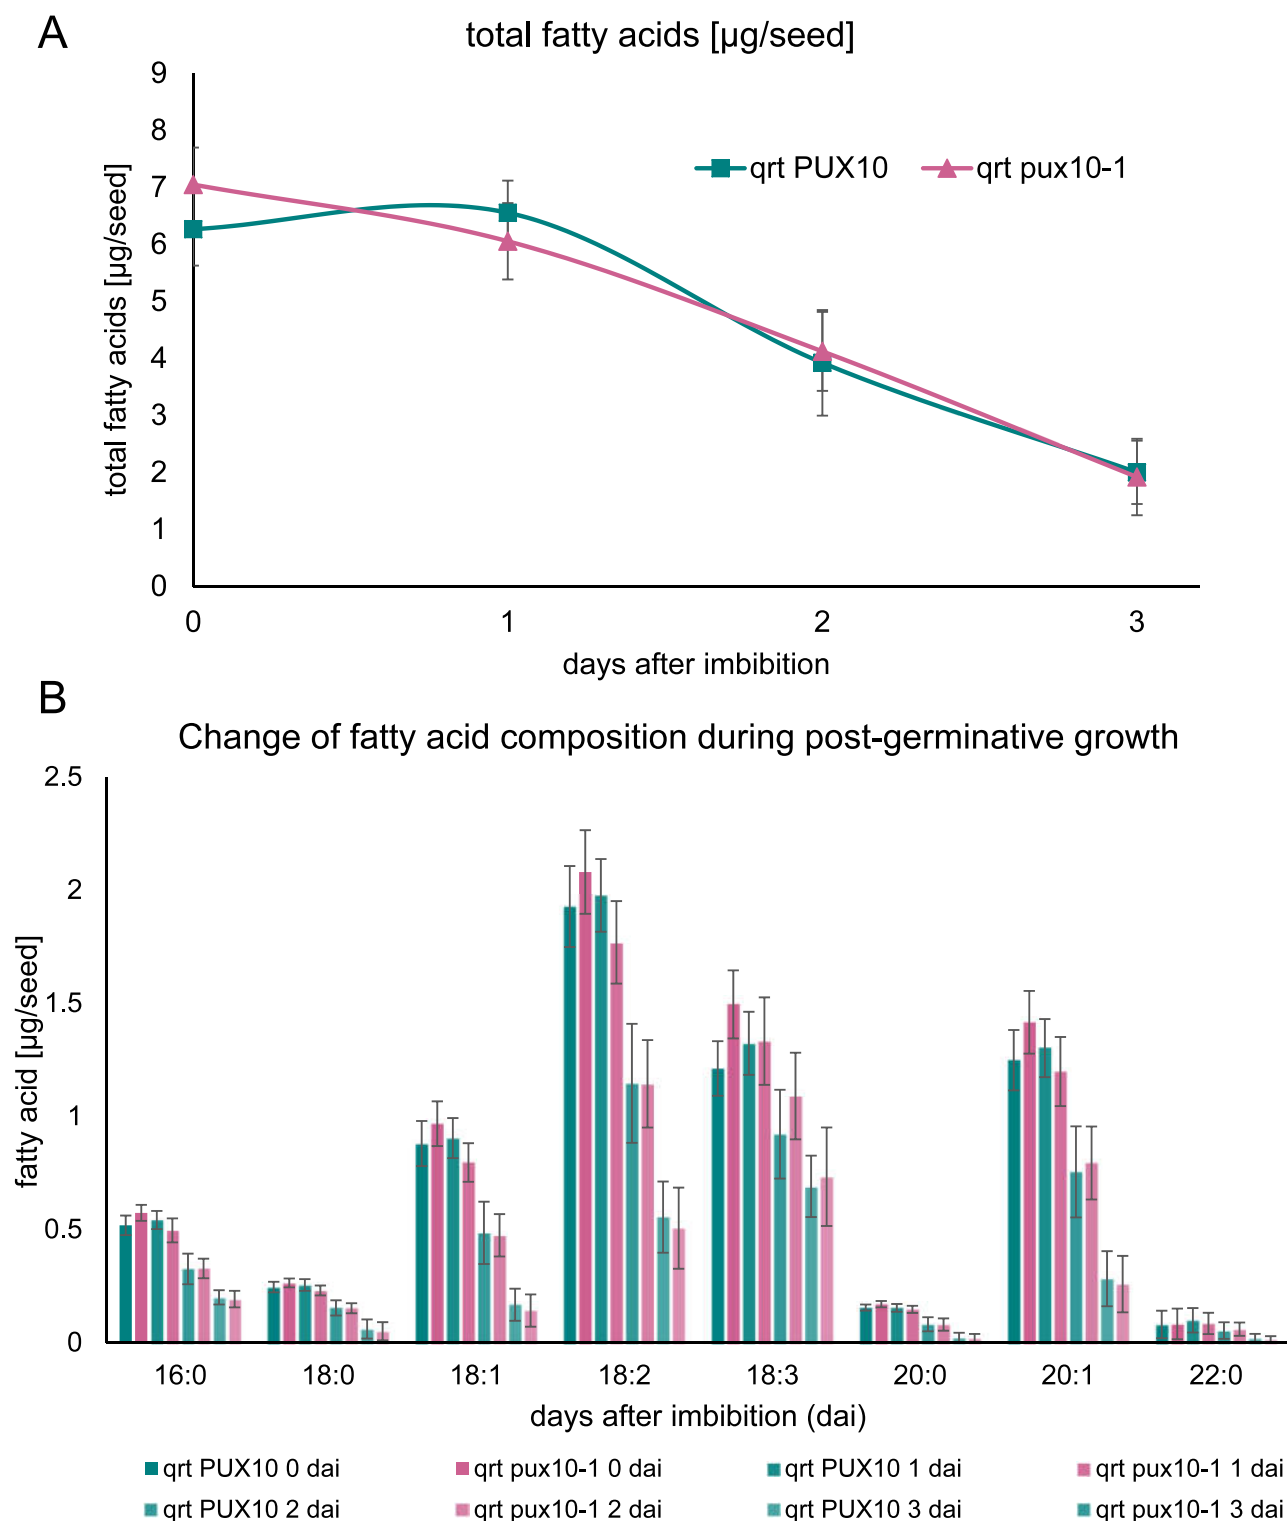 A
total fatty acids [µg/seed]
9
8
7
6
5
4
3
2
1
0
total fatty acids [µg/seed]
qrt PUX10 qrt pux10-1
0 1 2 3
days after imbibition
B
Change of fatty acid composition during post-germinative growth
2.5
2
1.5
1
0.5
0
fatty acid [µg/seed]
16:0 18:0 18:1 18:2 18:3 20:0 20:1 22:0
days after imbibition (dai)
qrt PUX10 0 dai qrt pux10-1 0 dai qrt PUX10 1 dai qrt pux10-1 1 dai
qrt PUX10 2 dai qrt pux10-1 2 dai qrt PUX10 3 dai qrt pux10-1 3 dai